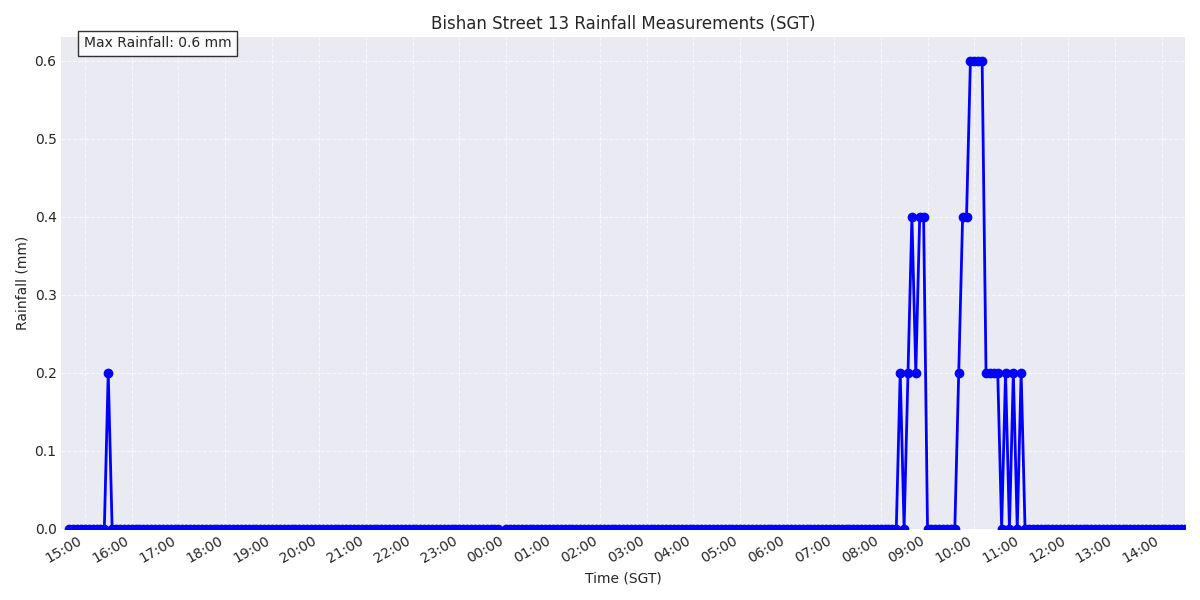 Bishan Street 13 Rainfall Measurements (SGT)
Max Rainfall: 0.6 mm
Rainfall (mm)
0.6
0.5
0.4
0.3
0.2
0.1
0.0
15:00 16:00 17:00 18:00 19:00 20:00 21:00 22:00 23:00 00:00 01:00 02:00 03:00 04:00 05:00 06:00 07:00 08:00 09:00 10:00 11:00 12:00 13:00 14:00
Time (SGT)